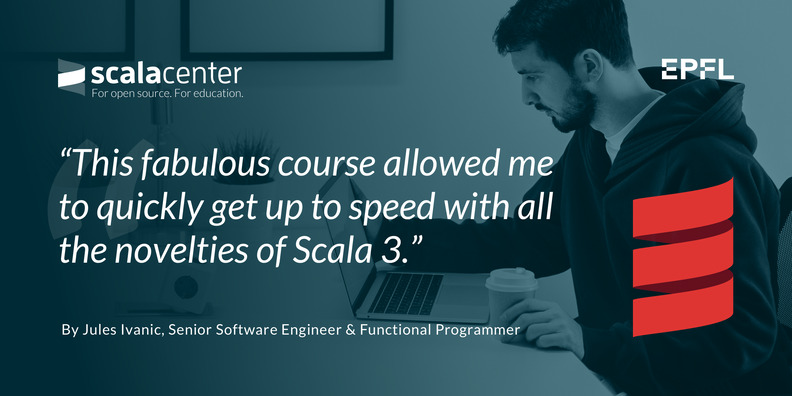 scalacenter
For open source. For education.
EPFL
“This fabulous course allowed me
to quickly get up to speed with all
the novelties of Scala 3.”
By Jules Ivanic, Senior Software Engineer & Functional Programmer